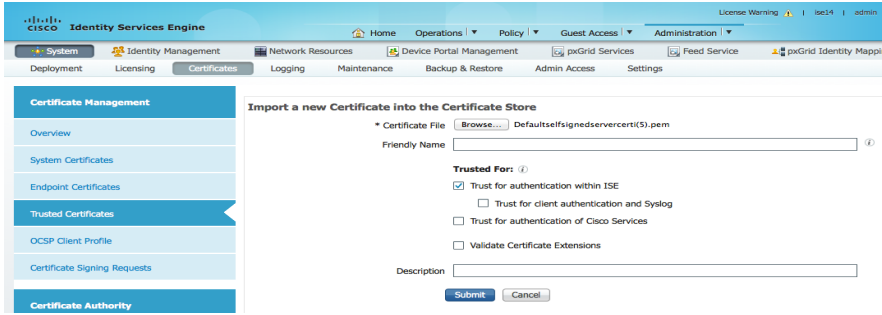 License Warning | ise14 | admin
CISCO Identity Services Engine
Home Operations | Policy | Guest Access | Administration |
System Identity Management Network Resources Device Portal Management pxGrid Services Feed Service pxGrid Identity Mappi
Deployment Licensing Certificates Logging Maintenance Backup & Restore Admin Access Settings
Certificate Management
Overview
System Certificates
Endpoint Certificates
Trusted Certificates
OCSP Client Profile
Certificate Signing Requests
Certificate Authority
Import a new Certificate into the Certificate Store
* Certificate File Browse... Defaultselfsignedservercerti(5).pem
Friendly Name
Trusted For:
Trust for authentication within ISE
Trust for client authentication and Syslog
Trust for authentication of Cisco Services
Validate Certificate Extensions
Description
Submit Cancel